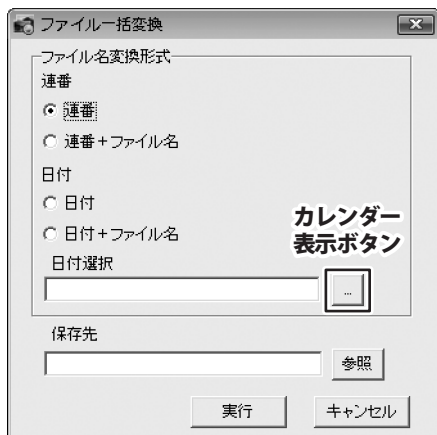 ファイル一括変換
ファイル名変換形式
連番
連番
連番+ファイル名
日付
日付
日付+ファイル名
カレンダー
表示ボタン
日付選択
...
保存先
参照
実行
キャンセル